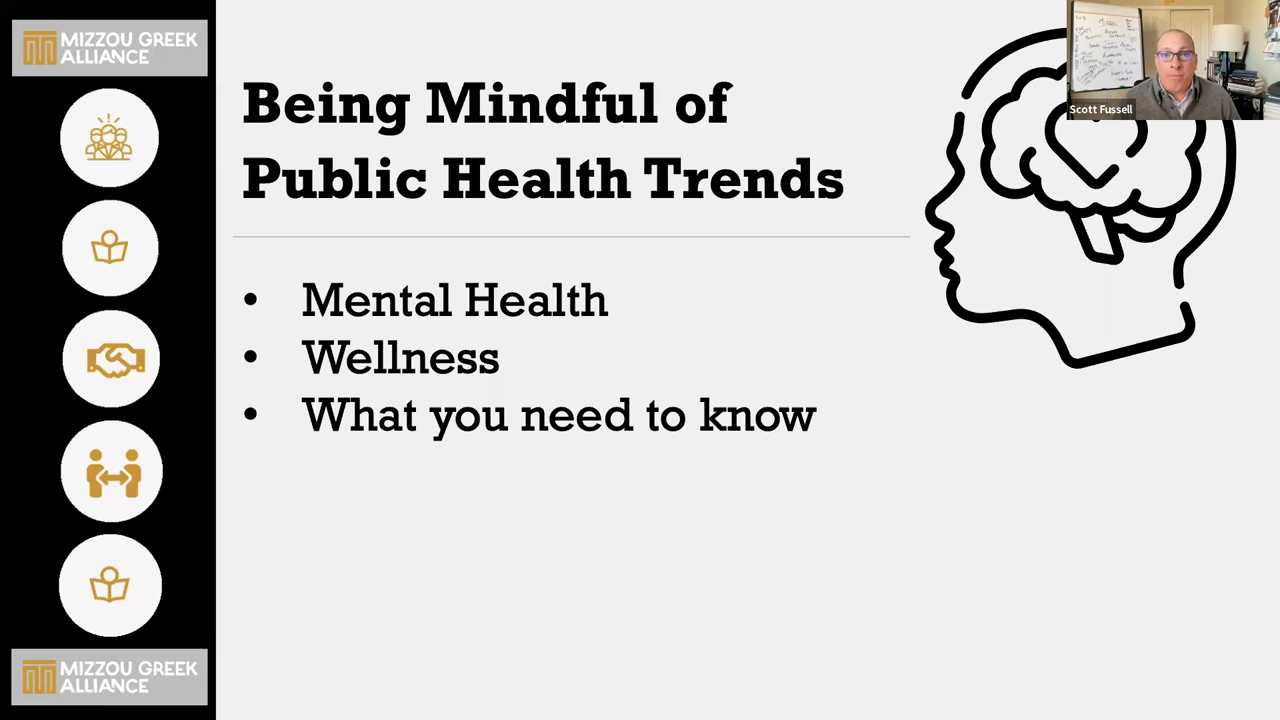 MIZZOU GREEK
ALLIANCE
Being Mindful of
Public Health Trends
• Mental Health
• Wellness
• What you need to know
Scott Fussell
MIZZOU GREEK
ALLIANCE